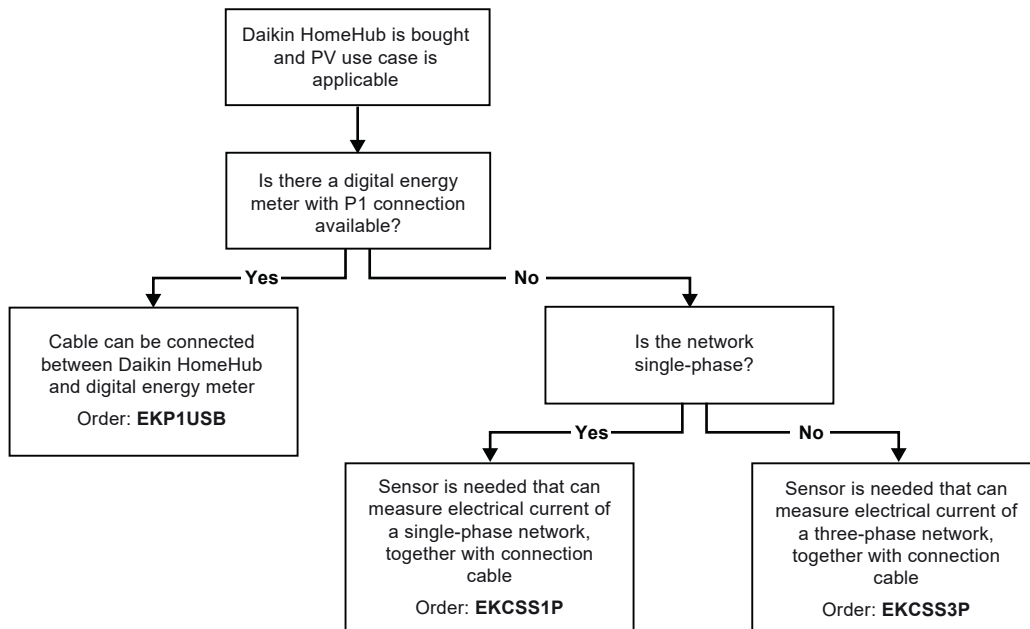 Daikin HomeHub is bought
and PV use case is
applicable
Is there a digital energy
meter with P1 connection
available?
Yes
No
Cable can be connected
between Daikin HomeHub
and digital energy meter
Order: EKP1USB
Is the network
single-phase?
Yes
No
Sensor is needed that can
measure electrical current of
a single-phase network,
together with connection
cable
Order: EKCSS1P
Sensor is needed that can
measure electrical current of
a three-phase network,
together with connection
cable
Order: EKCSS3P